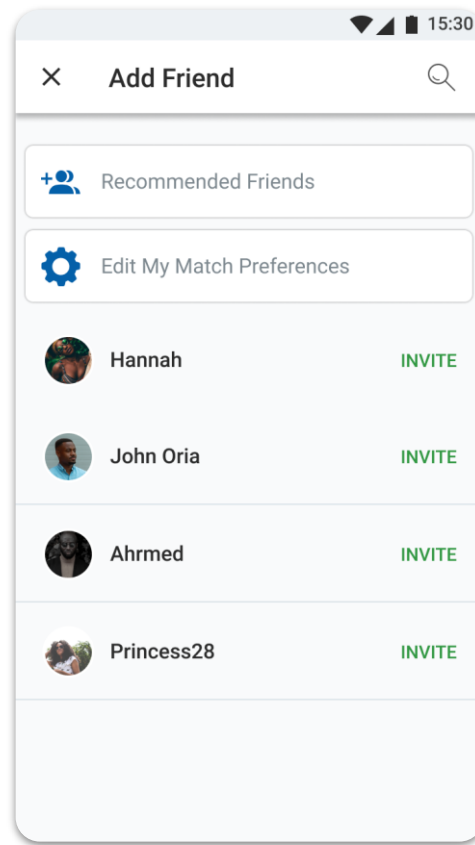 15:30
Add Friend
Recommended Friends
Edit My Match Preferences
Hannah INVITE
John Oria INVITE
Ahrmed INVITE
Princess28 INVITE